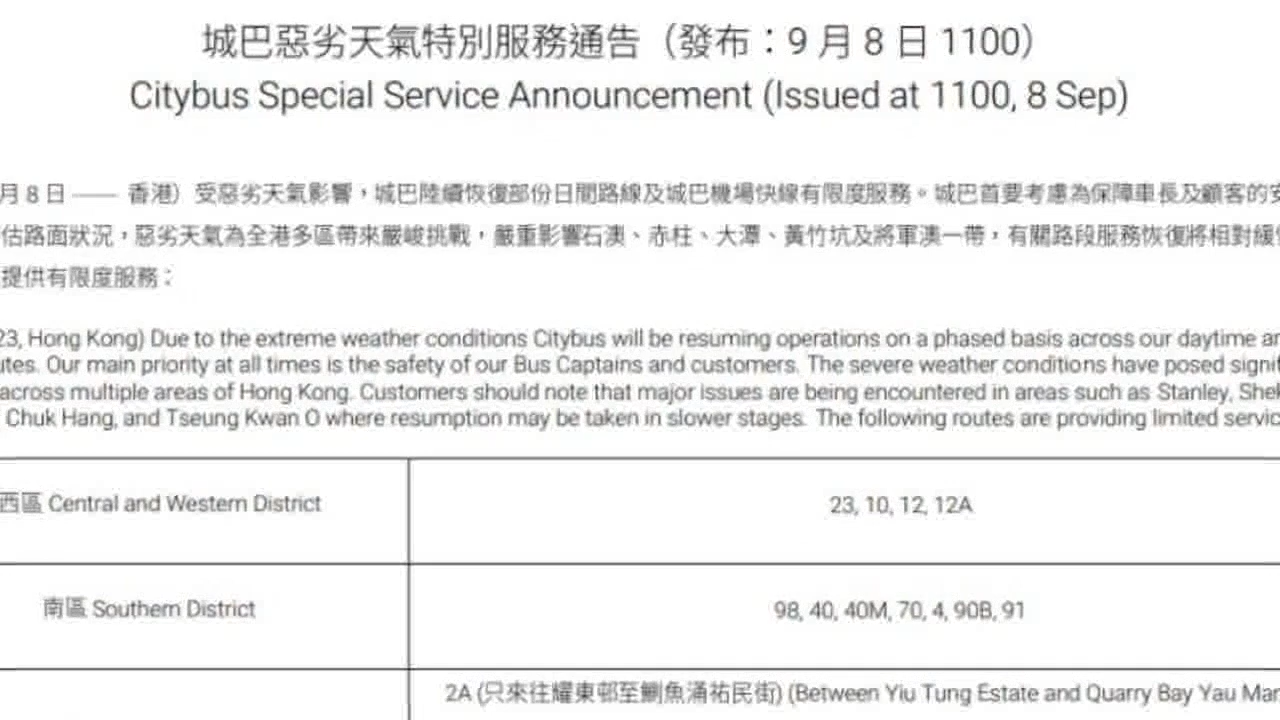 城巴惡劣天氣特別服務通告（發布：9 月 8 日 1100）
Citybus Special Service Announcement (Issued at 1100, 8 Sep)
月 8 日 —— 香港）受惡劣天氣影響，城巴陸續恢復部份日間路線及城巴機場快線有限度服務。城巴首要考慮為保障車長及顧客的安
估路面狀況，惡劣天氣為全港多區帶來嚴峻挑戰，嚴重影響石澳、赤柱、大潭、黃竹坑及將軍澳一帶，有關路段服務恢復將相對緩慢
提供有限度服務：
23, Hong Kong) Due to the extreme weather conditions Citybus will be resuming operations on a phased basis across our daytime an
utes. Our main priority at all times is the safety of our Bus Captains and customers. The severe weather conditions have posed signif
across multiple areas of Hong Kong. Customers should note that major issues are being encountered in areas such as Stanley, Shek
Chuk Hang, and Tseung Kwan O where resumption may be taken in slower stages. The following routes are providing limited servic
西區 Central and Western District
23, 10, 12, 12A
南區 Southern District
98, 40, 40M, 70, 4, 90B, 91
2A (只來往耀東邨至鰂魚涌祐民街) (Between Yiu Tung Estate and Quarry Bay Yau Man